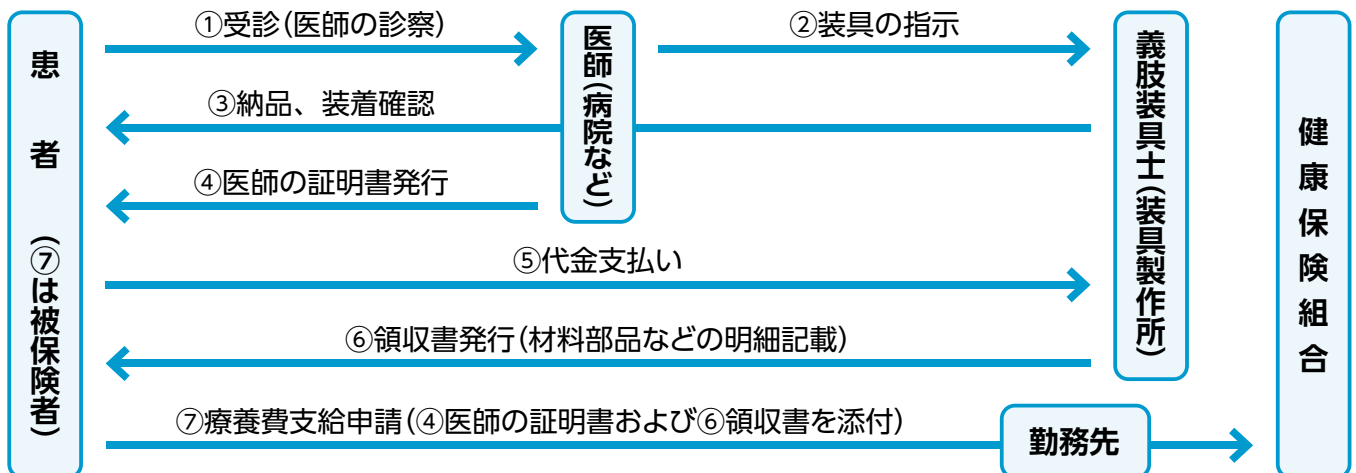 ①受診(医師の診察)
②装具の指示
③納品、装着確認
④医師の証明書発行
⑤代金支払い
⑥領収書発行(材料部品などの明細記載)
⑦療養費支給申請(④医師の証明書および⑥領収書を添付)
患者(⑦は被保険者)
医師(病院など)
義肢装具士(装具製作所)
勤務先
健康保険組合